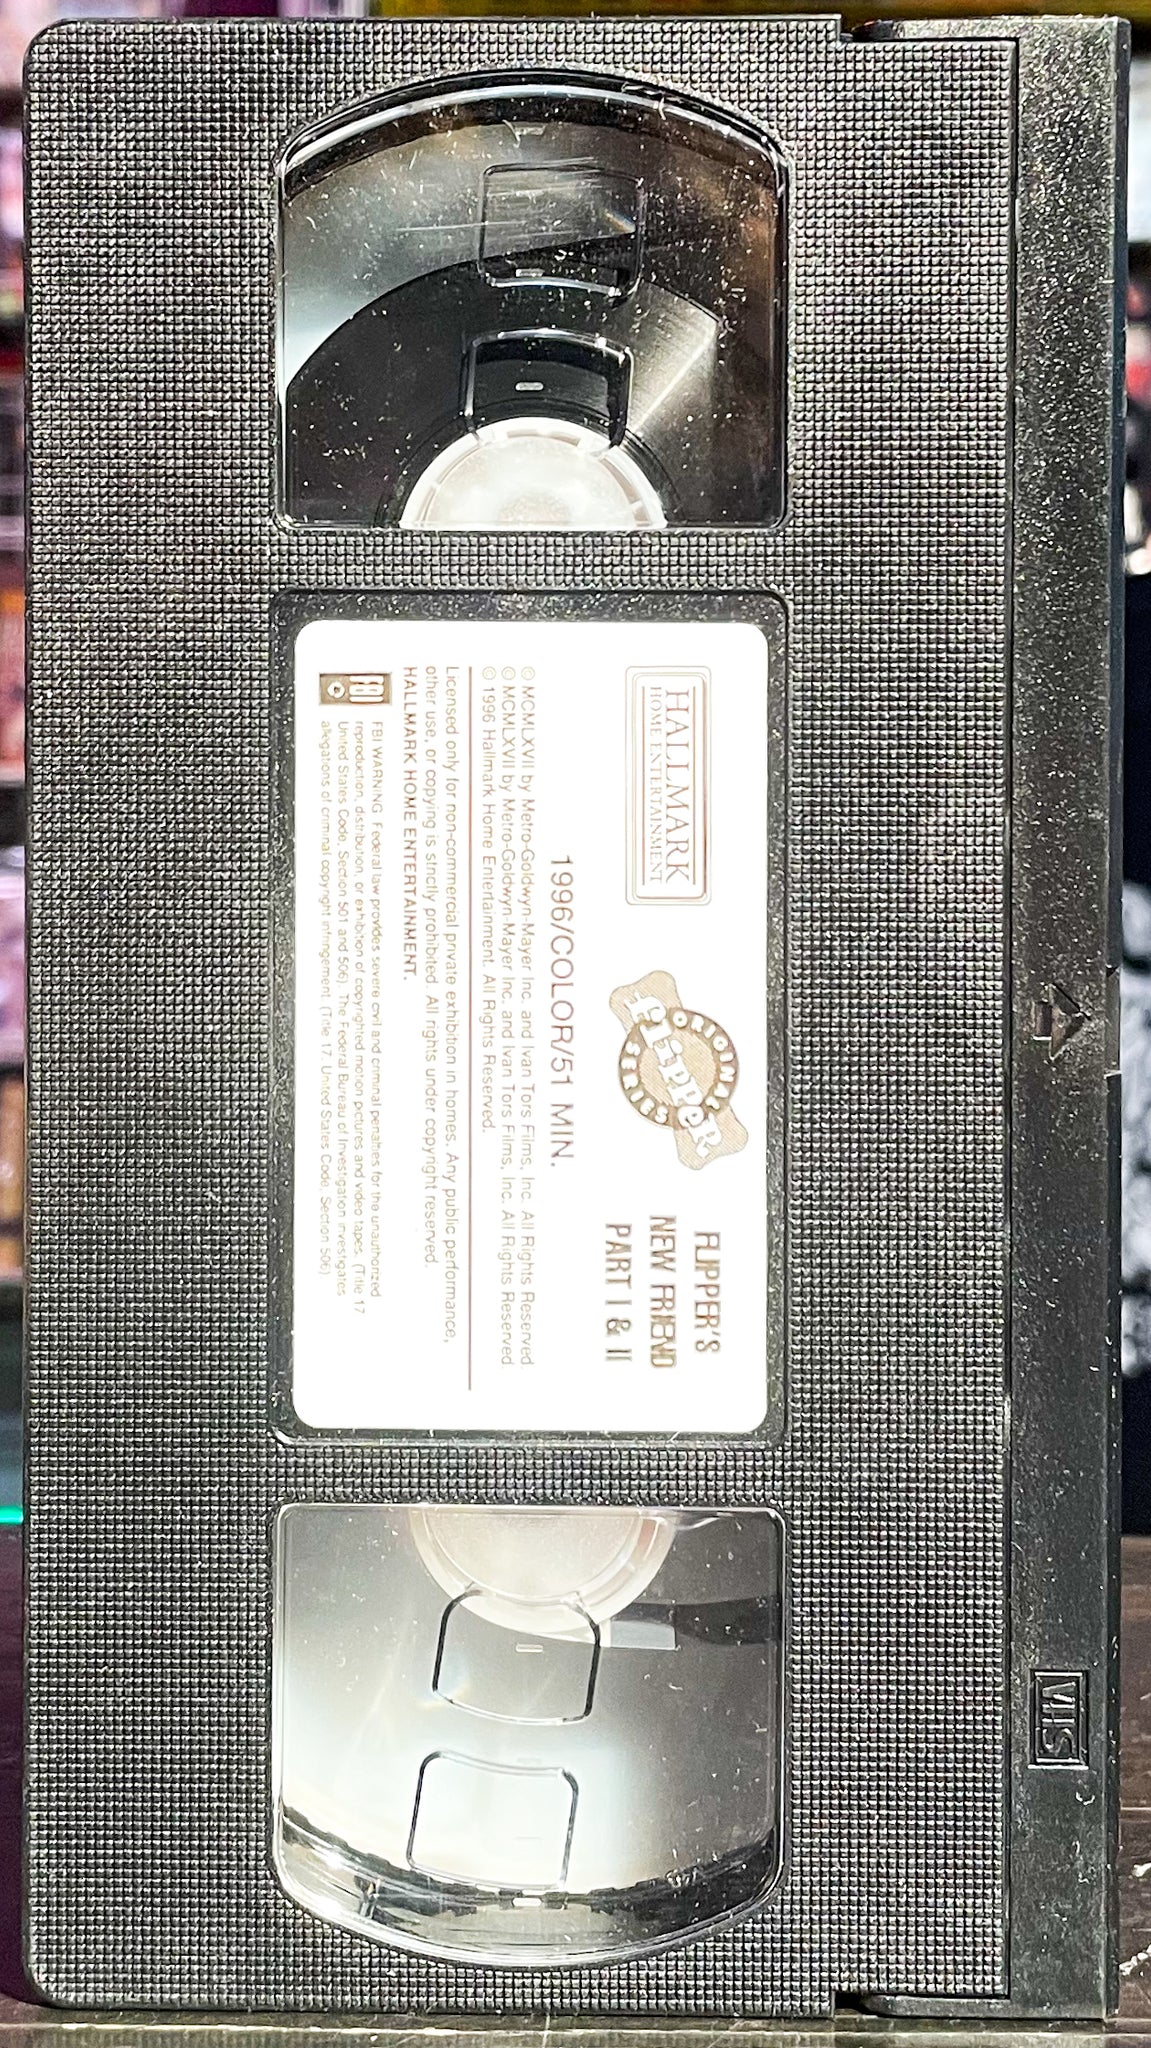 HALLMARK
HOME ENTERTAINMENT
ORIGINAL
flipper
SERIES
FLIPPER'S
NEW FRIEND
PART I & II
1996/COLOR/51 MIN.
© MCMLXVII by Metro-Goldwyn-Mayer Inc. and Ivan Tors Films, Inc. All Rights Reserved.
© MCMLXVII by Metro-Goldwyn-Mayer Inc. and Ivan Tors Films, Inc. All Rights Reserved.
© 1996 Hallmark Home Entertainment. All Rights Reserved.
Licensed only for non-commercial private exhibition in homes. Any public performance,
other use, or copying is strictly prohibited. All rights under copyright reserved.
HALLMARK HOME ENTERTAINMENT.
FBI
FBI WARNING: Federal law provides severe civil and criminal penalties for the unauthorized
reproduction, distribution, or exhibition of copyrighted motion pictures and video tapes. (Title 17
United States Code, Section 501 and 506). The Federal Bureau of Investigation investigates
allegations of criminal copyright infringement (Title 17, United States Code, Section 506)
VHS